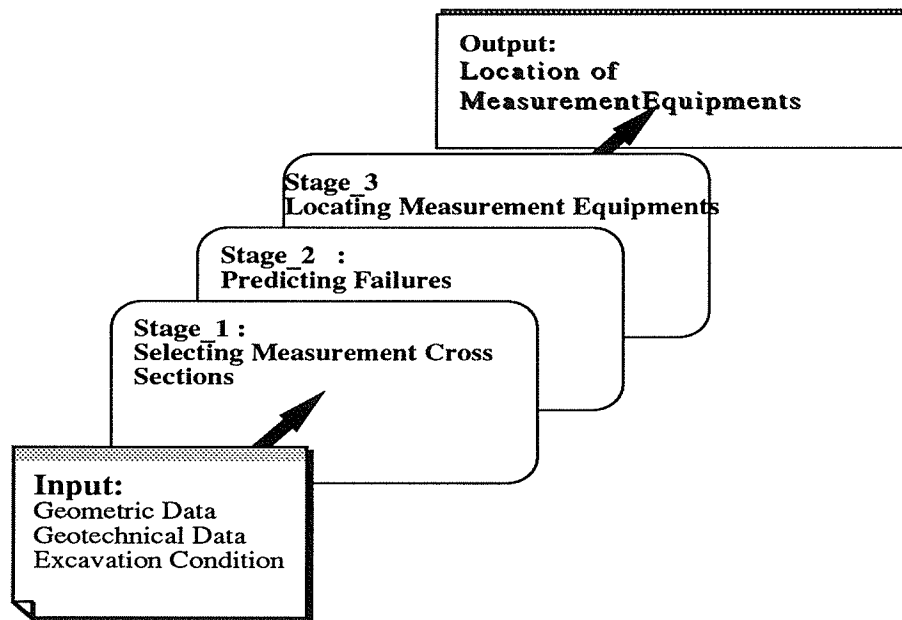 Output:
Location of
MeasurementEquipments
Stage_3
Locating Measurement Equipments
Stage_2 :
Predicting Failures
Stage_1 :
Selecting Measurement Cross
Sections
Input:
Geometric Data
Geotechnical Data
Excavation Condition